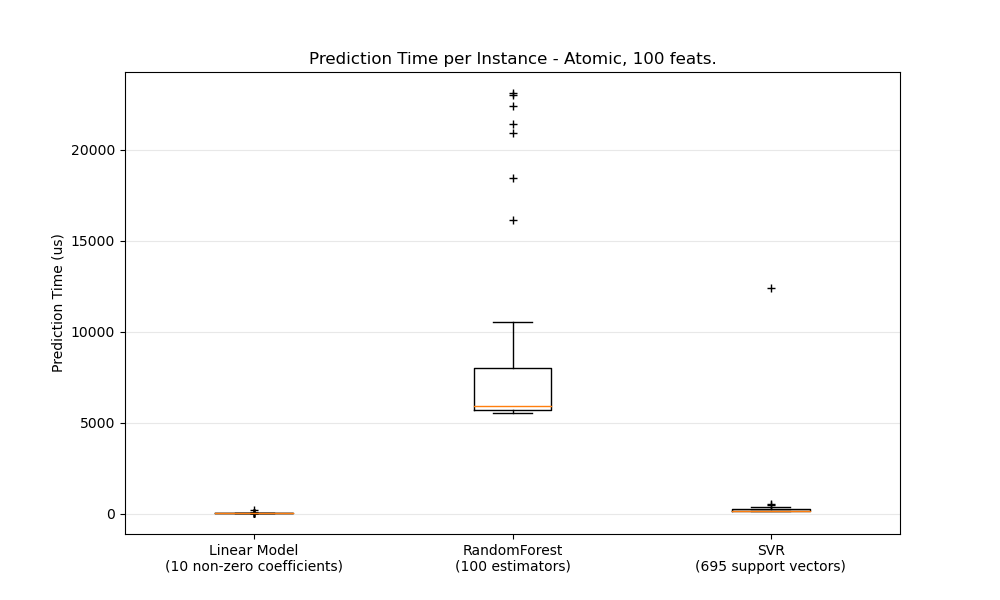 Prediction Time per Instance - Atomic, 100 feats.
Prediction Time (us)
20000
15000
10000
5000
0
Linear Model
(10 non-zero coefficients)
RandomForest
(100 estimators)
SVR
(695 support vectors)